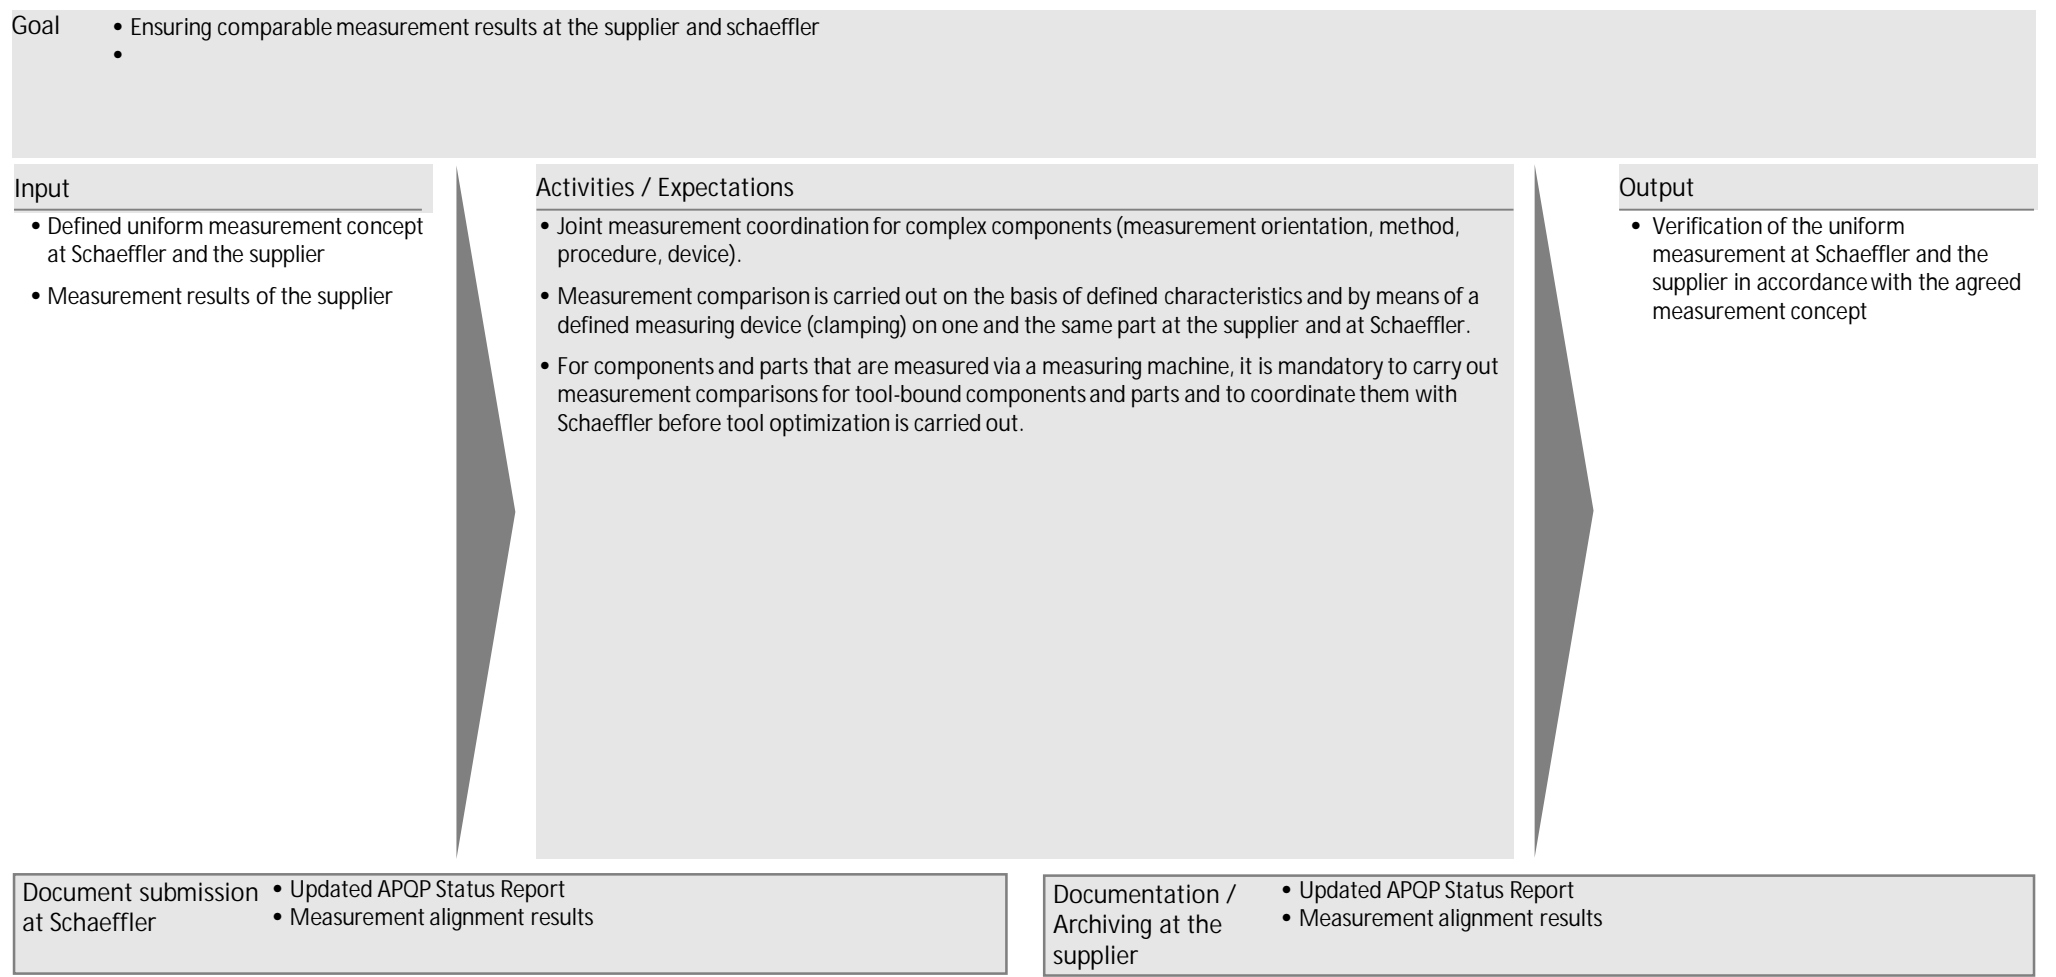 Goal
• Ensuring comparable measurement results at the supplier and schaeffler
•
Input
• Defined uniform measurement concept
at Schaeffler and the supplier
• Measurement results of the supplier
Activities / Expectations
• Joint measurement coordination for complex components (measurement orientation, method,
procedure, device).
• Measurement comparison is carried out on the basis of defined characteristics and by means of a
defined measuring device (clamping) on one and the same part at the supplier and at Schaeffler.
• For components and parts that are measured via a measuring machine, it is mandatory to carry out
measurement comparisons for tool-bound components and parts and to coordinate them with
Schaeffler before tool optimization is carried out.
Output
• Verification of the uniform
measurement at Schaeffler and the
supplier in accordance with the agreed
measurement concept
Document submission
at Schaeffler
• Updated APQP Status Report
• Measurement alignment results
Documentation /
Archiving at the
supplier
• Updated APQP Status Report
• Measurement alignment results